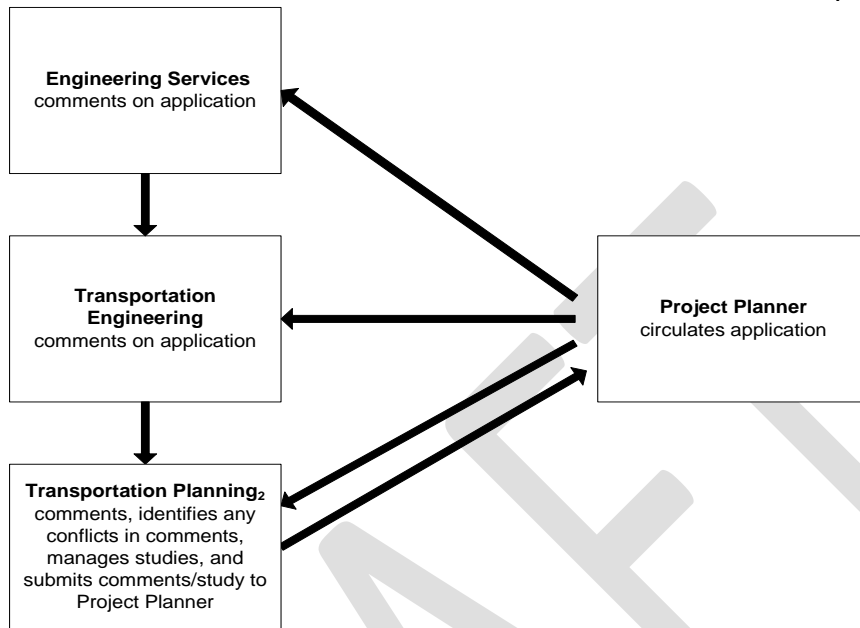 Engineering Services
comments on application
Transportation
Engineering
comments on application
Project Planner
circulates application
Transportation Planning₂
comments, identifies any
conflicts in comments,
manages studies, and
submits comments/study to
Project Planner